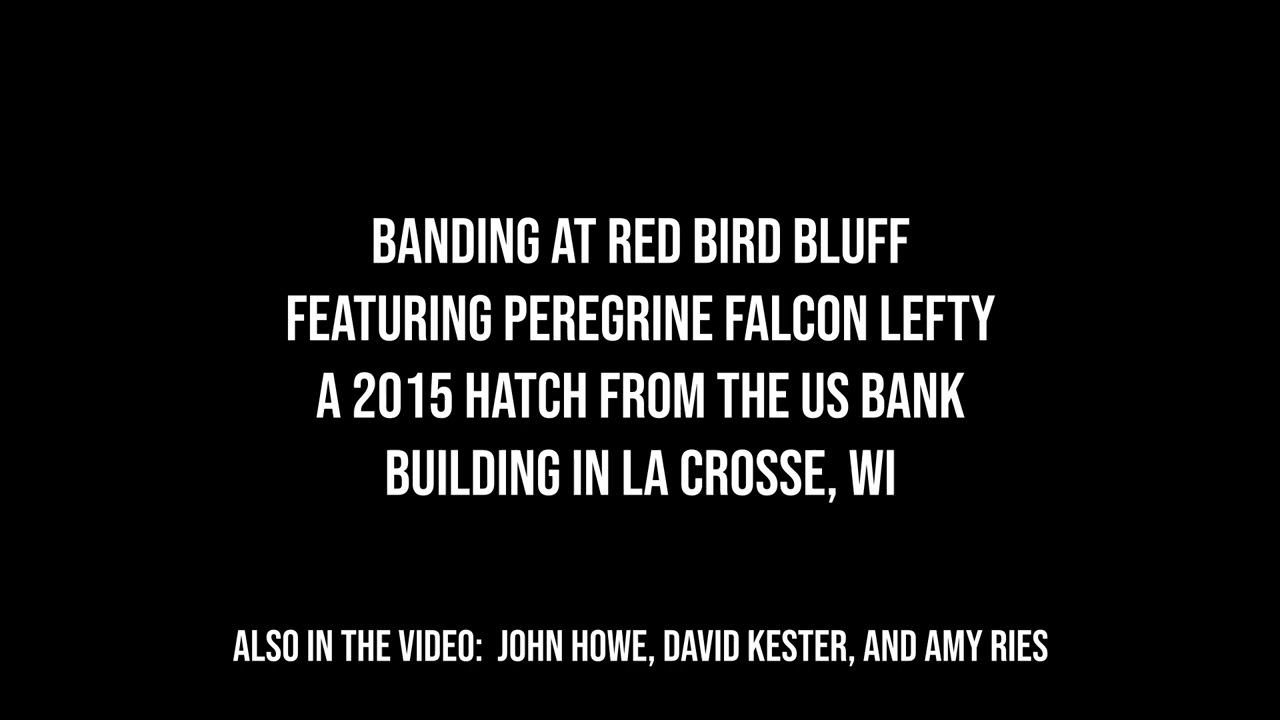 BANDING AT RED BIRD BLUFF
FEATURING PEREGRINE FALCON LEFTY
A 2015 HATCH FROM THE US BANK
BUILDING IN LA CROSSE, WI
ALSO IN THE VIDEO: JOHN HOWE, DAVID KESTER, AND AMY RIES